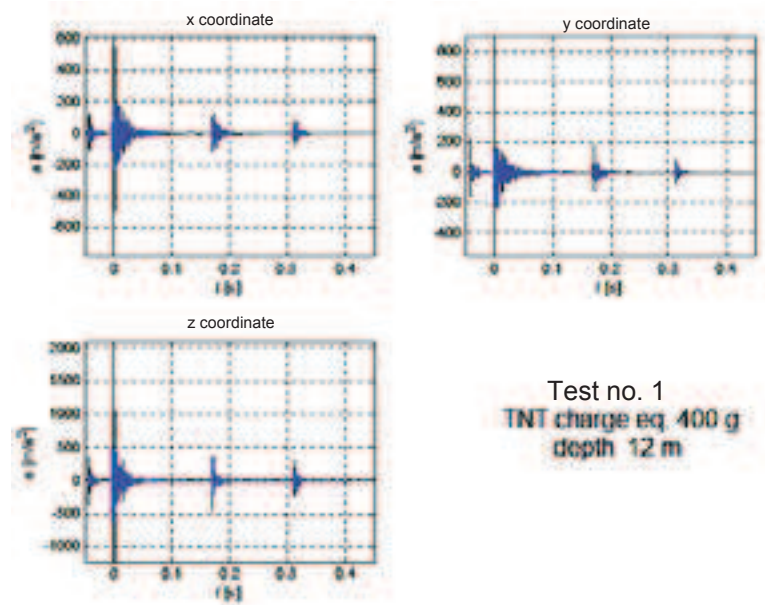 x coordinate
600
400
200
0
-200
-400
-600
a [m/s²]
0 0.1 0.2 0.3 0.4
t [s]
y coordinate
800
600
400
200
0
-200
-400
a [m/s²]
0 0.1 0.2 0.3 0.4
t [s]
z coordinate
2000
1500
1000
500
0
-500
-1000
a [m/s²]
0 0.1 0.2 0.3 0.4
t [s]
Test no. 1
TNT charge eq. 400 g
depth 12 m